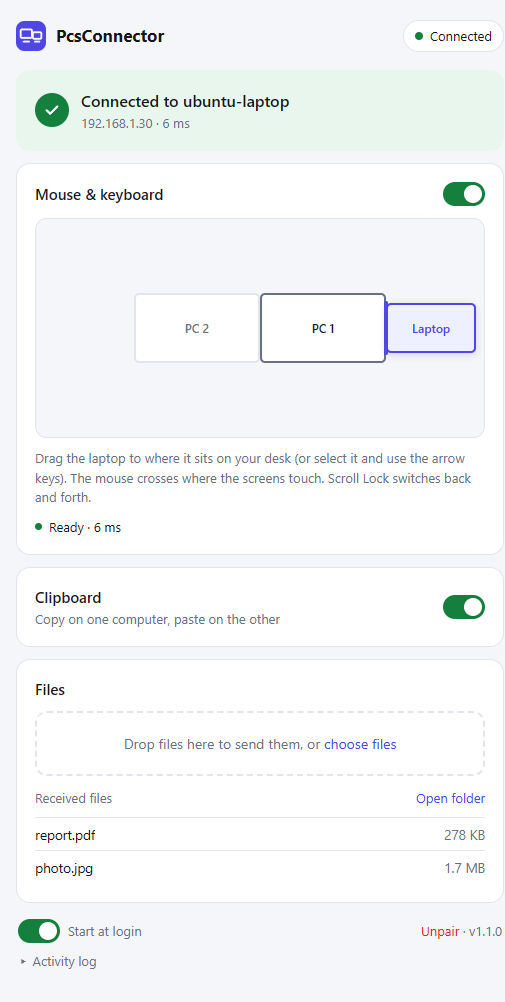 PcsConnector
Connected
Connected to ubuntu-laptop
192.168.1.30 · 6 ms
Mouse & keyboard
PC 2
PC 1
Laptop
Drag the laptop to where it sits on your desk (or select it and use the arrow
keys). The mouse crosses where the screens touch. Scroll Lock switches back
and forth.
Ready · 6 ms
Clipboard
Copy on one computer, paste on the other
Files
Drop files here to send them, or choose files
Received files
Open folder
report.pdf
278 KB
photo.jpg
1.7 MB
Start at login
Unpair · v1.1.0
Activity log